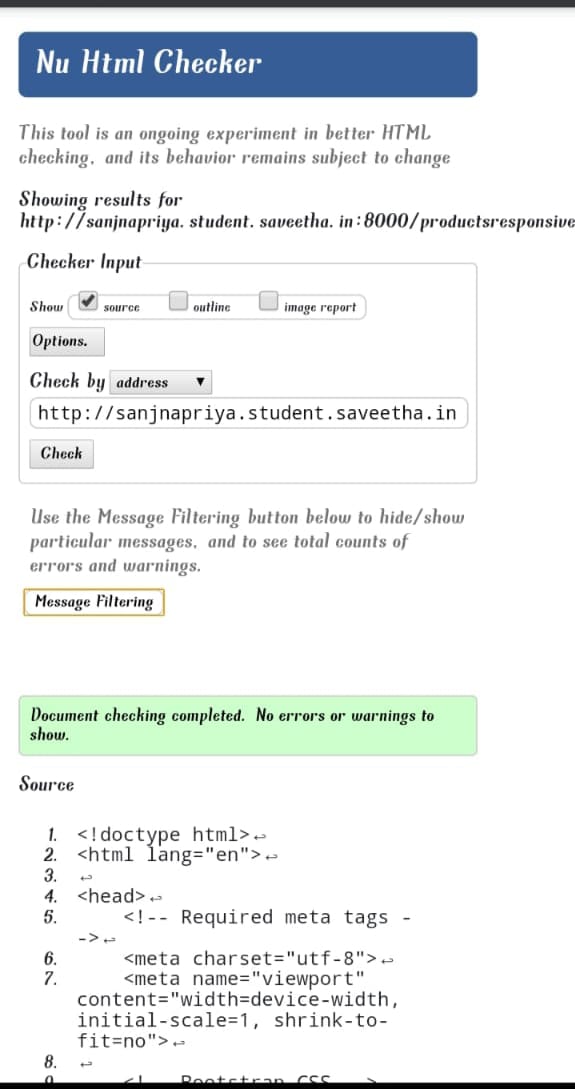 Nu Html Checker
This tool is an ongoing experiment in better HTML
checking, and its behavior remains subject to change
Showing results for
http://sanjnapriya.student.saveetha.in:8000/productsresponsive
Checker Input
Show source outline image report
Options.
Check by address ▼
http://sanjnapriya.student.saveetha.in
Check
Use the Message Filtering button below to hide/show
particular messages, and to see total counts of
errors and warnings.
Message Filtering
Document checking completed. No errors or warnings to
show.
Source
1. <!doctype html>↩
2. <html lang="en">↩
3. ↩
4. <head>↩
5. <!-- Required meta tags -
->↩
6. <meta charset="utf-8">↩
7. <meta name="viewport"
content="width=device-width,
initial-scale=1, shrink-to-
fit=no">↩
8. ↩
Bootstrap CSS